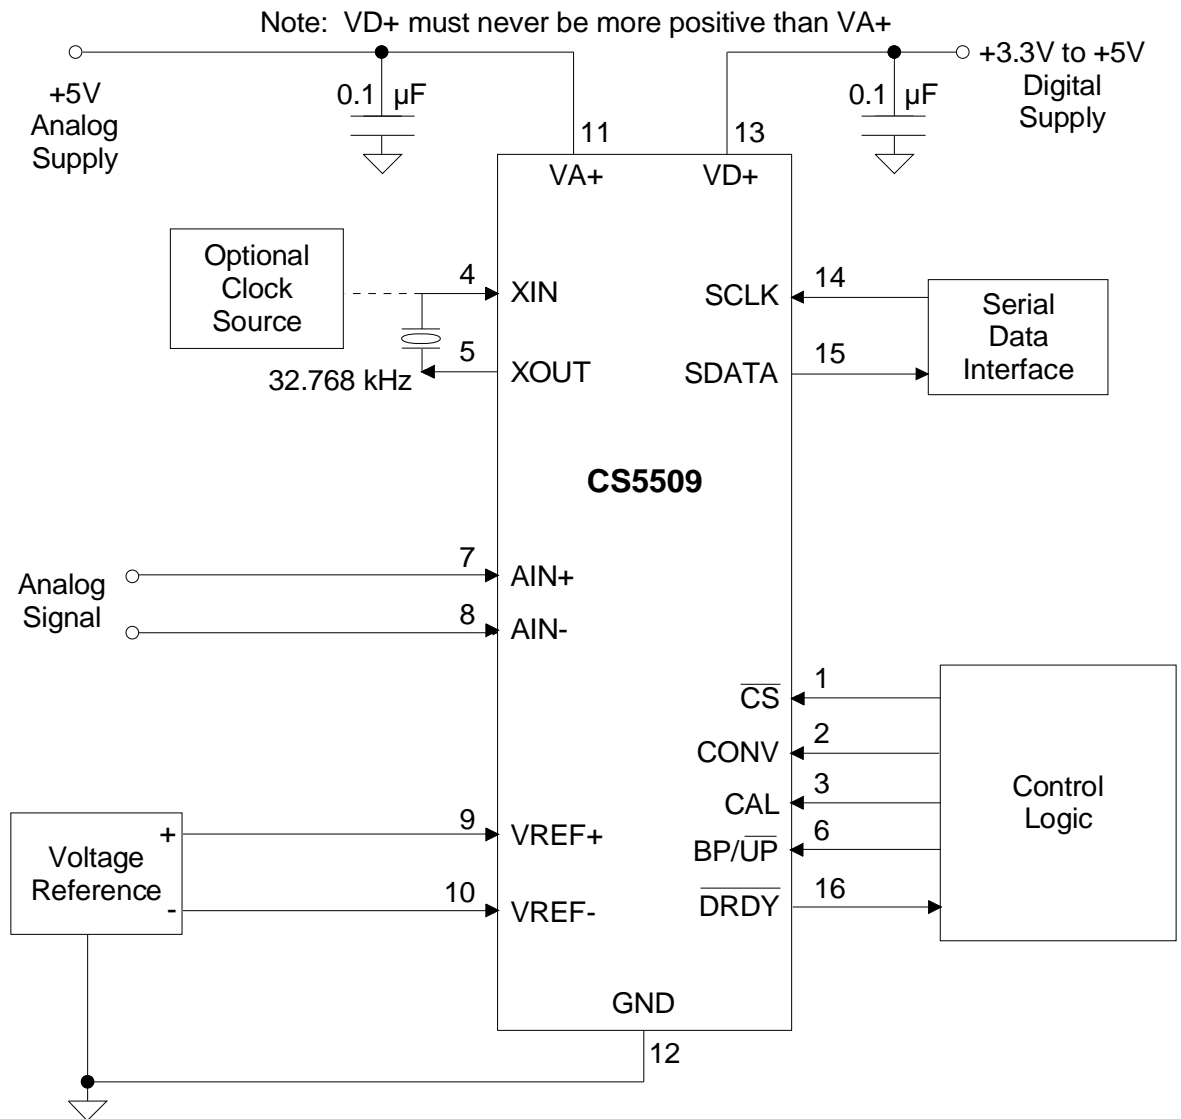 Note: VD+ must never be more positive than VA+
+5V
Analog
Supply
0.1 µF
11
13
0.1 µF
+3.3V to +5V
Digital
Supply
VA+
VD+
Optional
Clock
Source
4
XIN
5
XOUT
32.768 kHz
SCLK
14
SDATA
15
Serial
Data
Interface
CS5509
Analog
Signal
7
AIN+
8
AIN-
C̅S̅
1
CONV
2
CAL
3
BP/U̅P̅
6
D̅R̅D̅Y̅
16
Control
Logic
Voltage
Reference
+
-
9
VREF+
10
VREF-
GND
12